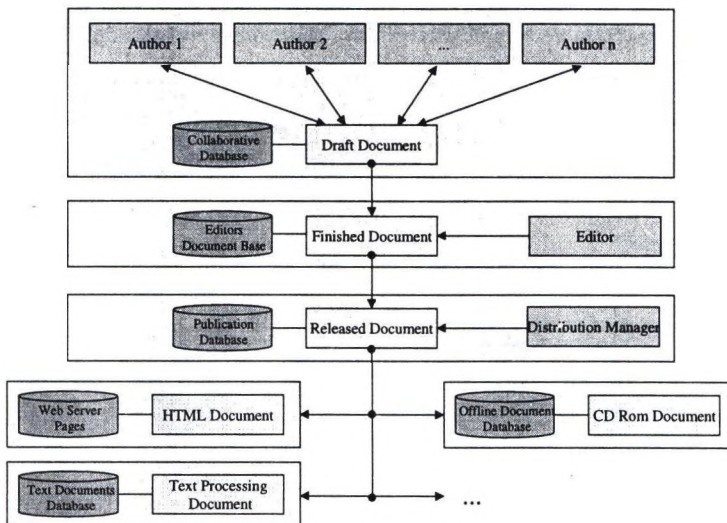 Author 1
Author 2
...
Author n
Collaborative
Database
Draft Document
Editors
Document Base
Finished Document
Editor
Publication
Database
Released Document
Distribution Manager
Web Server
Pages
HTML Document
Offline Document
Database
CD Rom Document
Text Documents
Database
Text Processing
Document
...